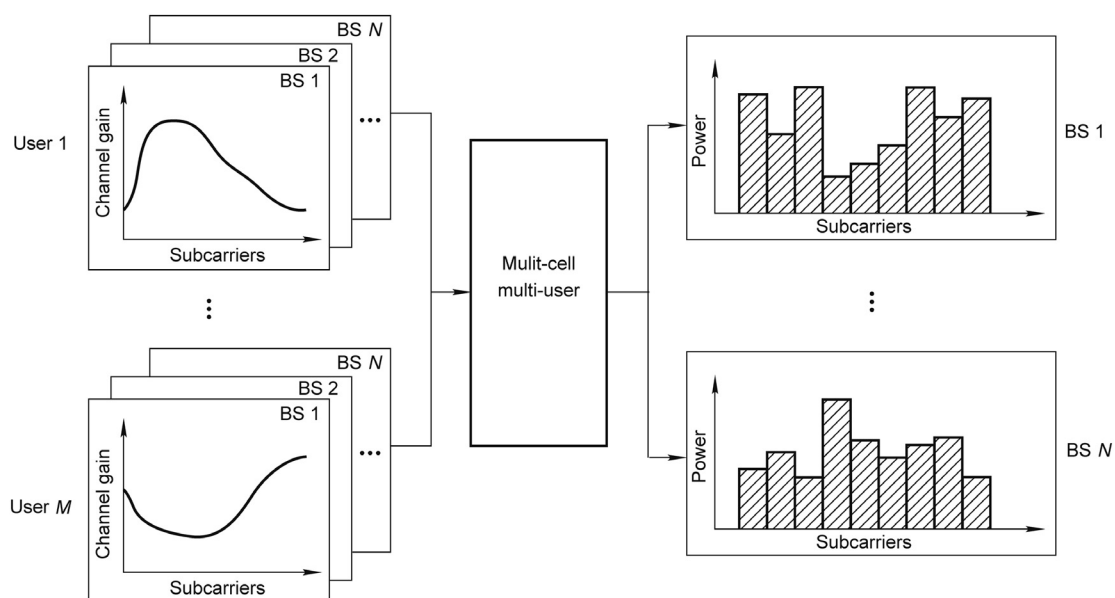 BS N
BS 2
BS 1
User 1
Channel gain
Subcarriers
...
Power
Subcarriers
BS 1
Mulit-cell
multi-user
BS N
BS 2
BS 1
User M
Channel gain
Subcarriers
...
Power
Subcarriers
BS N